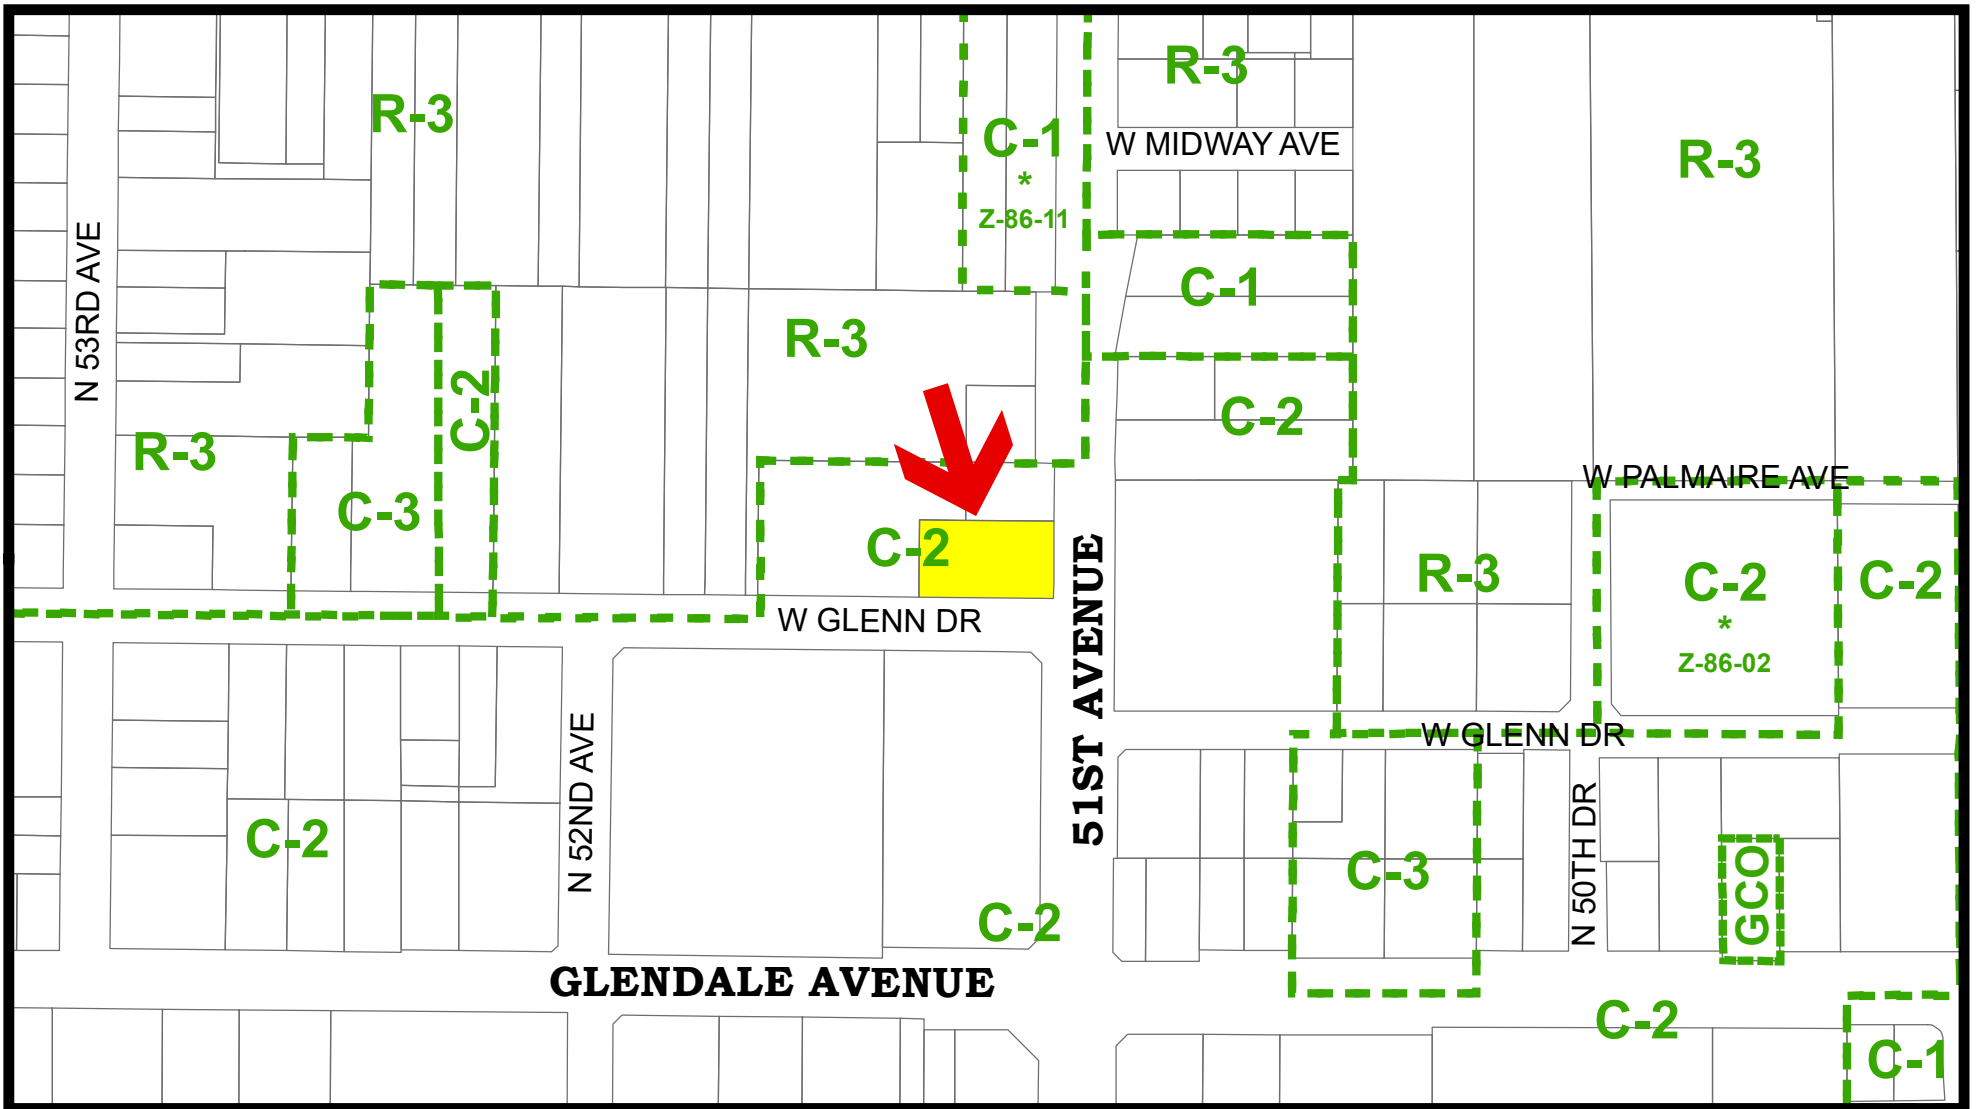 R-3
R-3
C-1
*
Z-86-11
W MIDWAY AVE
R-3
N 53RD AVE
C-1
R-3
C-2
C-2
R-3
W PALMAIRE AVE
C-3
C-2
51ST AVENUE
R-3
C-2
*
Z-86-02
C-2
W GLENN DR
W GLENN DR
N 52ND AVE
N 50TH DR
C-2
C-3
GCO
C-2
GLENDALE AVENUE
C-2
C-1